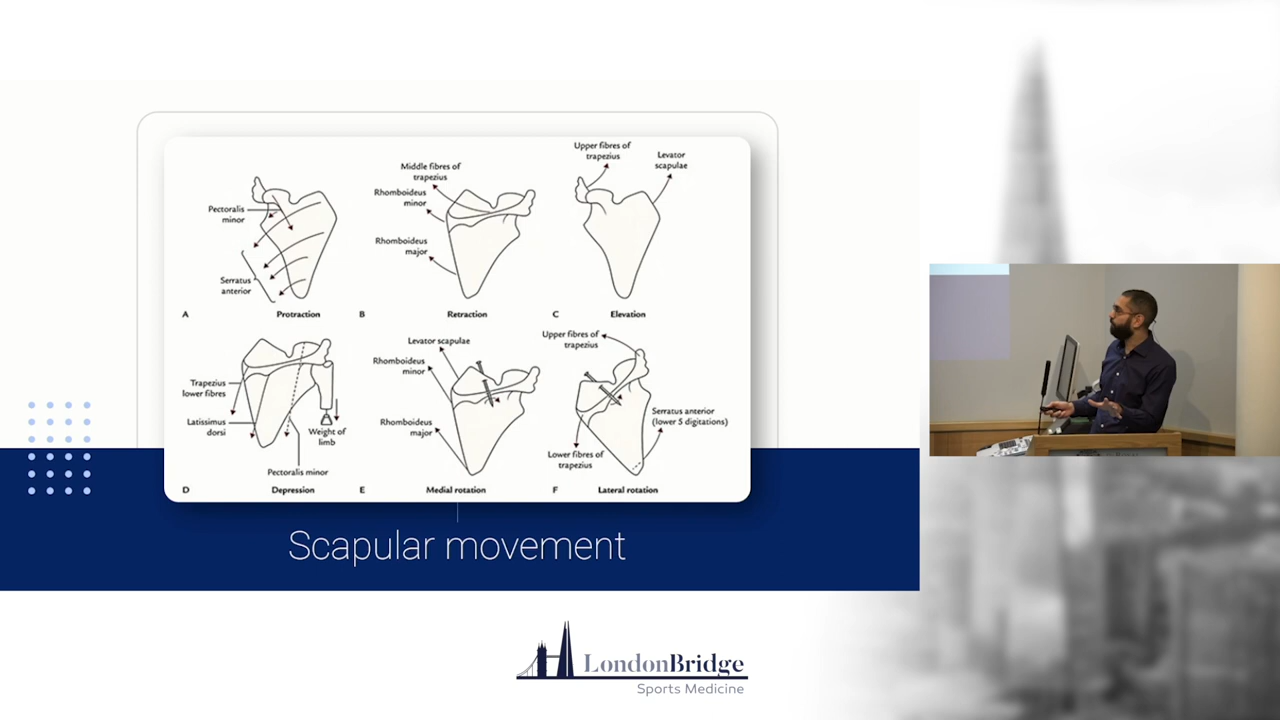 Pectoralis
minor
Serratus
anterior
A
Protraction
Middle fibres of
trapezius
Rhomboideus
minor
Rhomboideus
major
B
Retraction
Upper fibres of
trapezius
Levator
scapulae
C
Elevation
Trapezius
lower fibres
Latissimus
dorsi
Weight of
limb
Pectoralis minor
D
Depression
Levator scapulae
Rhomboideus
minor
Rhomboideus
major
E
Medial rotation
Upper fibres of
trapezius
Serratus anterior
(lower 5 digitations)
Lower fibres of
trapezius
F
Lateral rotation
Scapular movement
LondonBridge
Sports Medicine